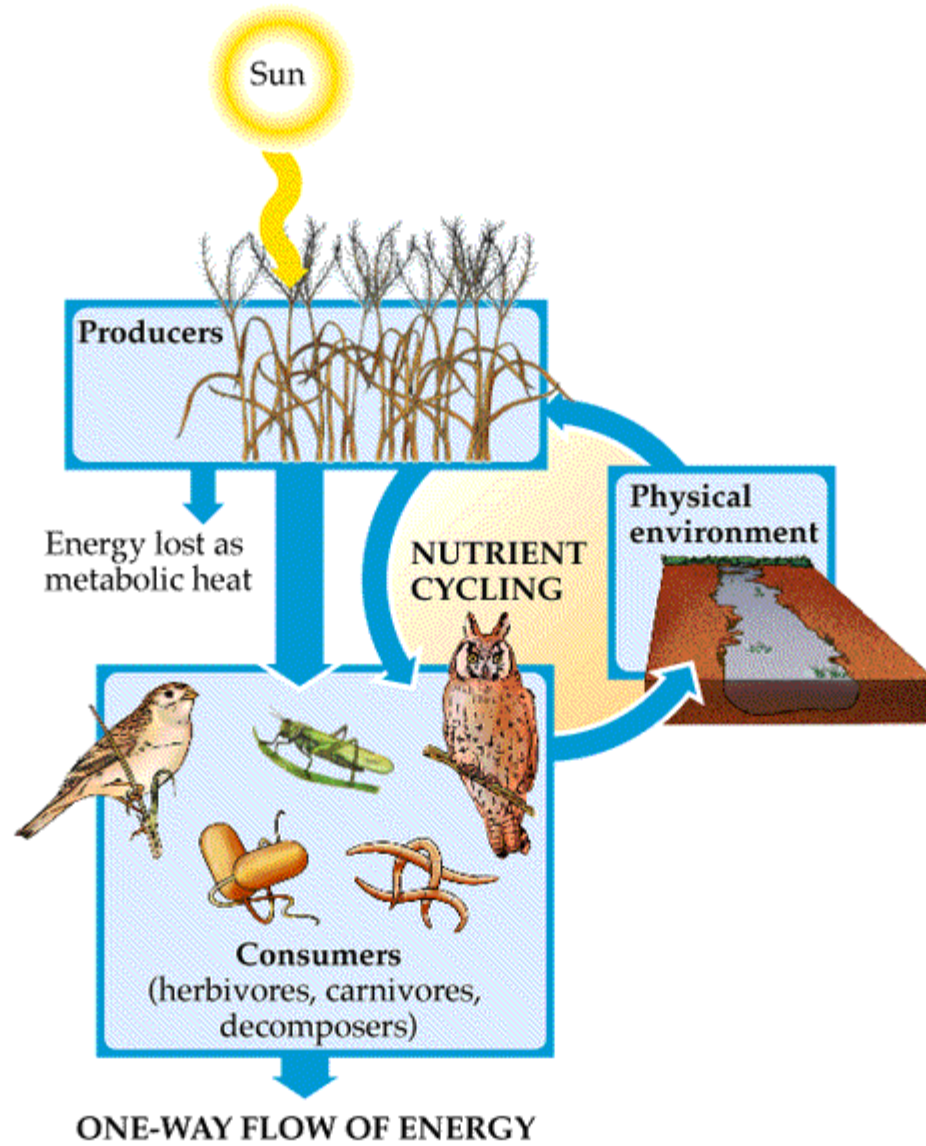 Sun
Producers
Energy lost as
metabolic heat
NUTRIENT
CYCLING
Physical
environment
Consumers
(herbivores, carnivores,
decomposers)
ONE-WAY FLOW OF ENERGY